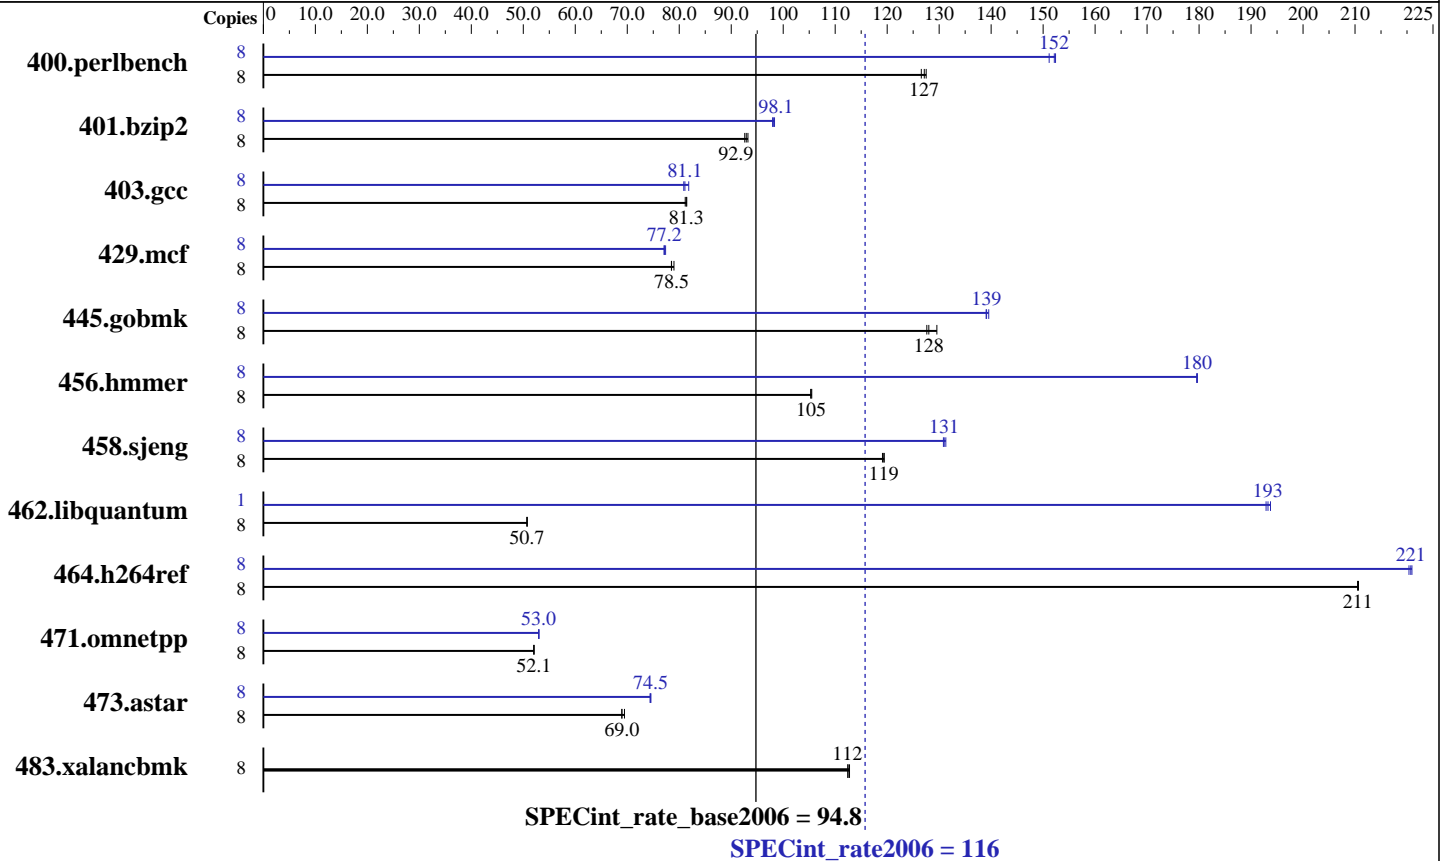 Copies 0 10.0 20.0 30.0 40.0 50.0 60.0 70.0 80.0 92.0 100 110 120 130 140 150 160 170 180 190 200 210 225
400.perlbench 8 152
8 127
401.bzip2 8 98.1
8 92.9
403.gcc 8 81.1
8 81.3
429.mcf 8 77.2
8 78.5
445.gobmk 8 139
8 128
456.hmmer 8 180
8 105
458.sjeng 8 131
8 119
462.libquantum 1 193
8 50.7
464.h264ref 8 221
8 211
471.omnetpp 8 53.0
8 52.1
473.astar 8 74.5
8 69.0
483.xalancbmk 8 112
SPECint_rate_base2006 = 94.8
SPECint_rate2006 = 116